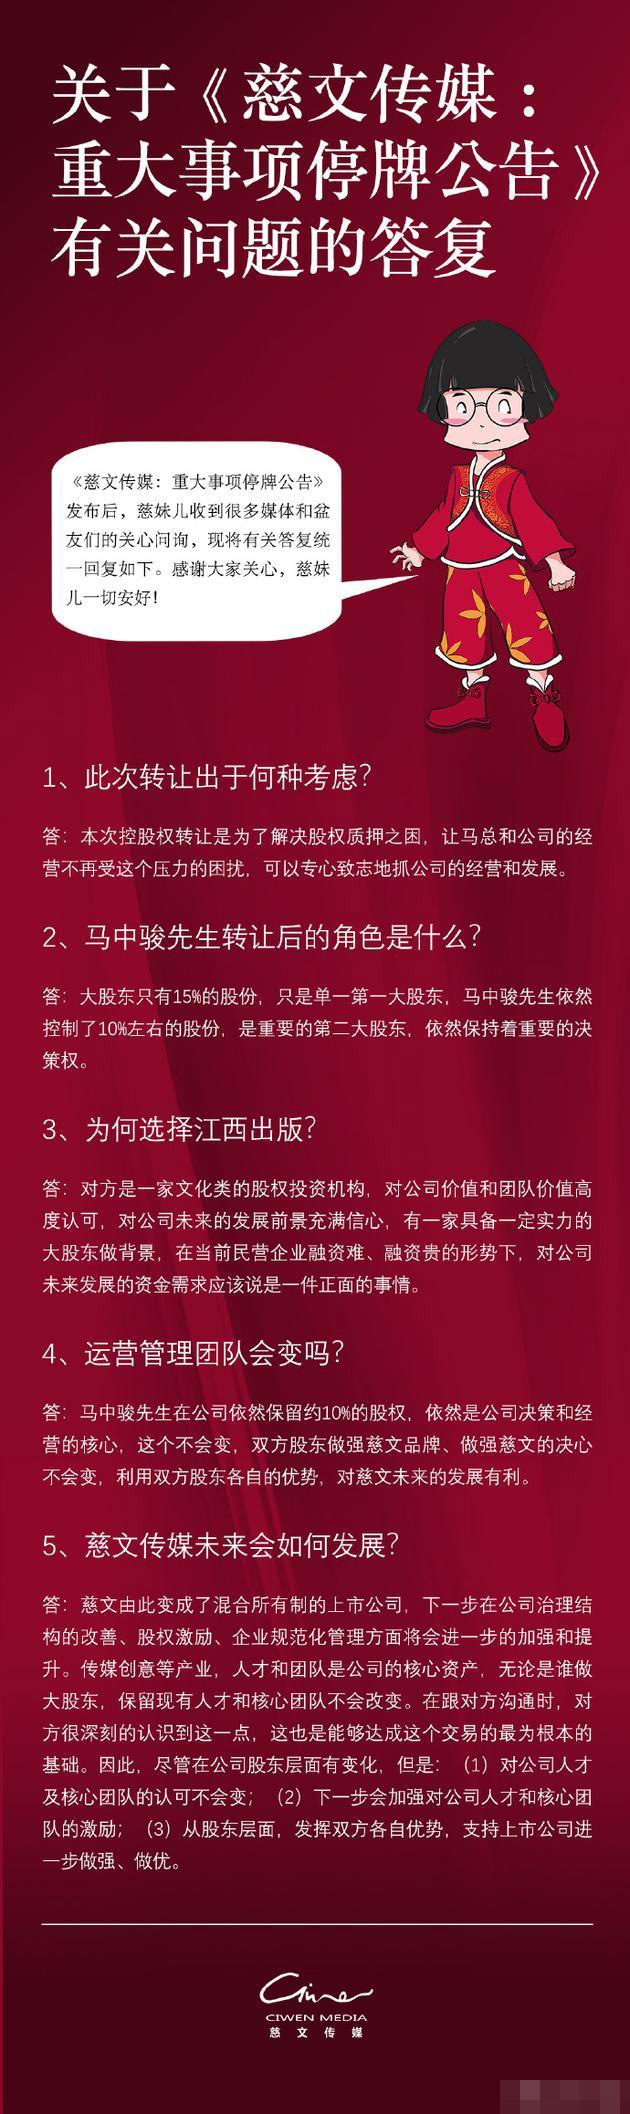 关于《慈文传媒：
重大事项停牌公告》
有关问题的答复
《慈文传媒：重大事项停牌公告》
发布后，慈妹儿收到很多媒体和盆
友们的关心问询，现将有关答复统
一回复如下。感谢大家关心，慈妹
儿一切安好！
1、此次转让出于何种考虑？
答：本次控股权转让是为了解决股权质押之困，让马总和公司的经
营不再受这个压力的困扰，可以专心致志地抓公司的经营和发展。
2、马中骏先生转让后的角色是什么？
答：大股东只有15%的股份，只是单一第一大股东，马中骏先生依然
控制了10%左右的股份，是重要的第二大股东，依然保持着重要的决
策权。
3、为何选择江西出版？
答：对方是一家文化类的股权投资机构，对公司价值和团队价值高
度认可，对公司未来的发展前景充满信心，有一家具备一定实力的
大股东做背景，在当前民营企业融资难、融资贵的形势下，对公司
未来发展的资金需求应该说是一件正面的事情。
4、运营管理团队会变吗？
答：马中骏先生在公司依然保留约10%的股权，依然是公司决策和经
营的核心，这个不会变，双方股东做强慈文品牌、做强慈文的决心
不会变，利用双方股东各自的优势，对慈文未来的发展有利。
5、慈文传媒未来会如何发展？
答：慈文由此变成了混合所有制的上市公司，下一步在公司治理结
构的改善、股权激励、企业规范化管理方面将会进一步的加强和提
升。传媒创意等产业，人才和团队是公司的核心资产，无论是谁做
大股东，保留现有人才和核心团队不会改变。在跟对方沟通时，对
方很深刻的认识到这一点，这也是能够达成这个交易的最为根本的
基础。因此，尽管在公司股东层面有变化，但是：（1）对公司人才
及核心团队的认可不会变；（2）下一步会加强对公司人才和核心团
队的激励；（3）从股东层面，发挥双方各自优势，支持上市公司进
一步做强、做优。
Ciwen
CIWEN MEDIA
慈文传媒